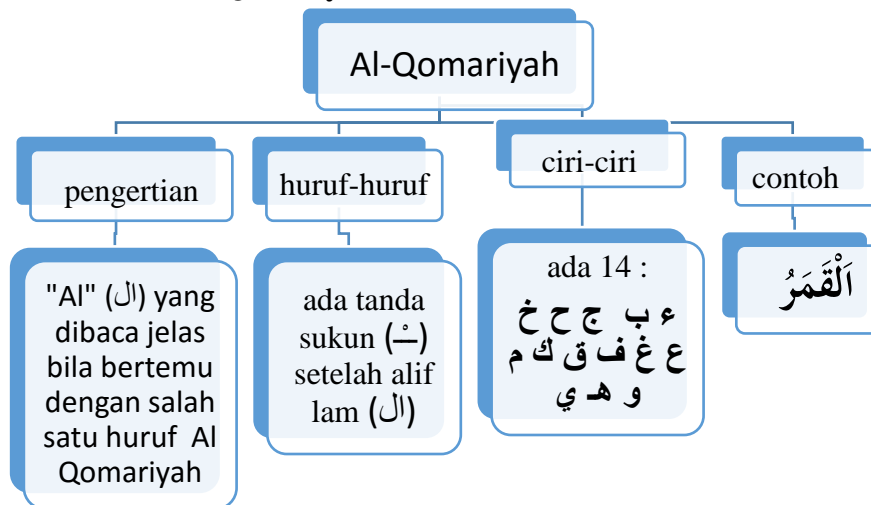 Al-Qomariyah
pengertian
huruf-huruf
ciri-ciri
contoh
"Al" (ال) yang
dibaca jelas
bila bertemu
dengan salah
satu huruf Al
Qomariyah
ada tanda
sukun (ـْـ)
setelah alif
lam (ال)
ada 14 :
ء ب ج ح خ
ع غ ف ق ك م
و هـ ي
اَلْقَمَرُ